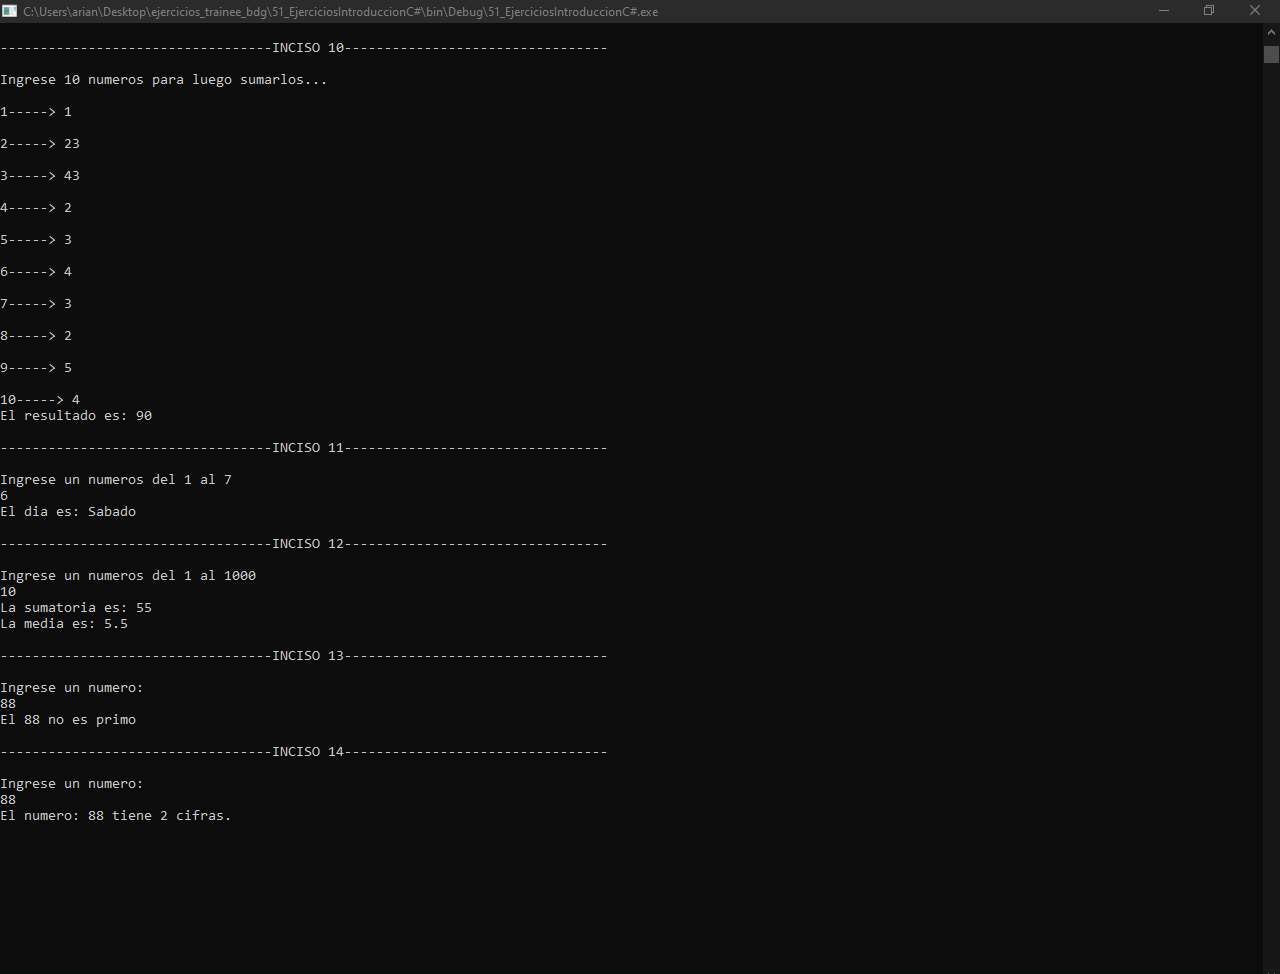 C:\Users\arian\Desktop\ejercicios_trainee_bdg\51_EjerciciosIntroduccionC#\bin\Debug\51_EjerciciosIntroduccionC#.exe
----------------------------------INCISO 10---------------------------------
Ingrese 10 numeros para luego sumarlos...
1-----> 1
2-----> 23
3-----> 43
4-----> 2
5-----> 3
6-----> 4
7-----> 3
8-----> 2
9-----> 5
10-----> 4
El resultado es: 90
----------------------------------INCISO 11---------------------------------
Ingrese un numeros del 1 al 7
6
El dia es: Sabado
----------------------------------INCISO 12---------------------------------
Ingrese un numeros del 1 al 1000
10
La sumatoria es: 55
La media es: 5.5
----------------------------------INCISO 13---------------------------------
Ingrese un numero:
88
El 88 no es primo
----------------------------------INCISO 14---------------------------------
Ingrese un numero:
88
El numero: 88 tiene 2 cifras.